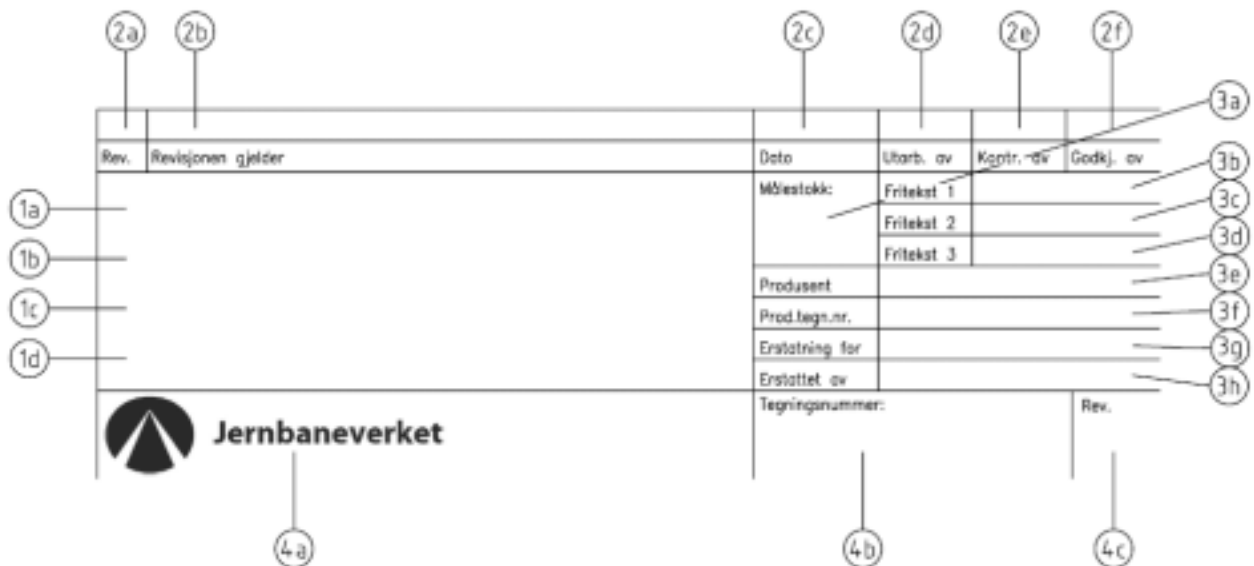 2a 2b 2c 2d 2e 2f
3a
Rev. Revisjonen gjelder Dato Utarb. av Kontr. av Godkj. av
3b
1a Målestokk: Fritekst 1
3c
Fritekst 2
3d
1b Fritekst 3
Produsent 3e
1c Prod.tegn.nr. 3f
Erstatning for 3g
1d Erstattet av 3h
Tegningsnummer: Rev.
Jernbaneverket
4a 4b 4c